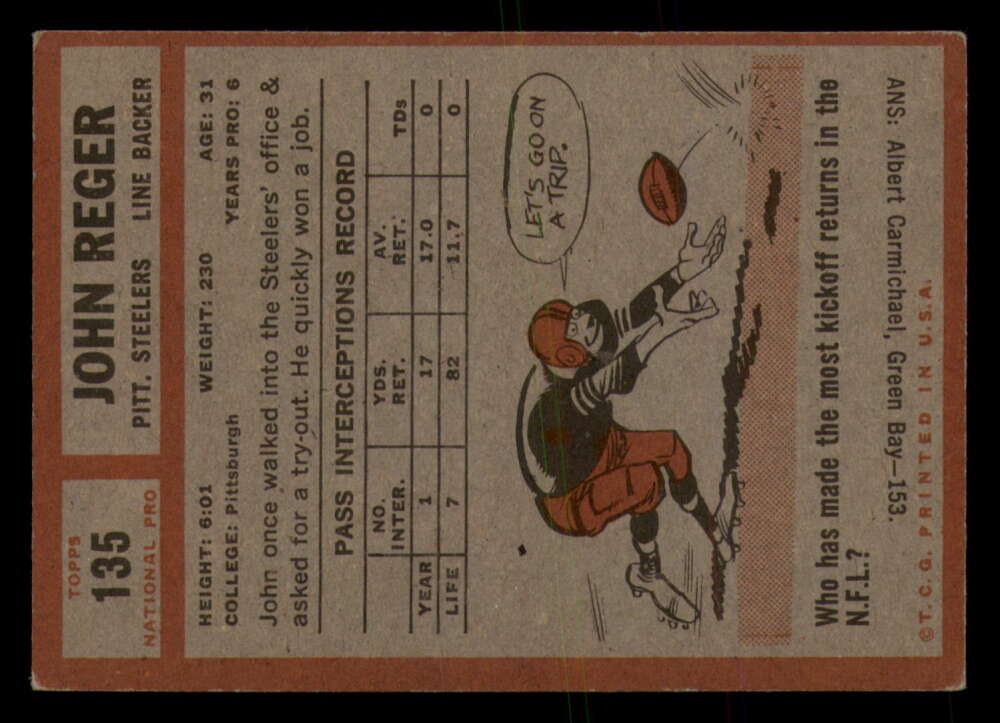 TOPPS
135
NATIONAL PRO
JOHN REGER
PITT. STEELERS LINE BACKER
HEIGHT: 6:01 WEIGHT: 230 AGE: 31
COLLEGE: Pittsburgh YEARS PRO: 6
John once walked into the Steelers' office &
asked for a try-out. He quickly won a job.
PASS INTERCEPTIONS RECORD
NO. YDS. AV.
INTER. RET. RET. TDs
YEAR 1 17 17.0 0
LIFE 7 82 11.7 0
LET'S GO ON
A TRIP.
Who has made the most kickoff returns in the
N.F.L.?
ANS: Albert Carmichael, Green Bay—153.
©T.C.G. PRINTED IN U.S.A.